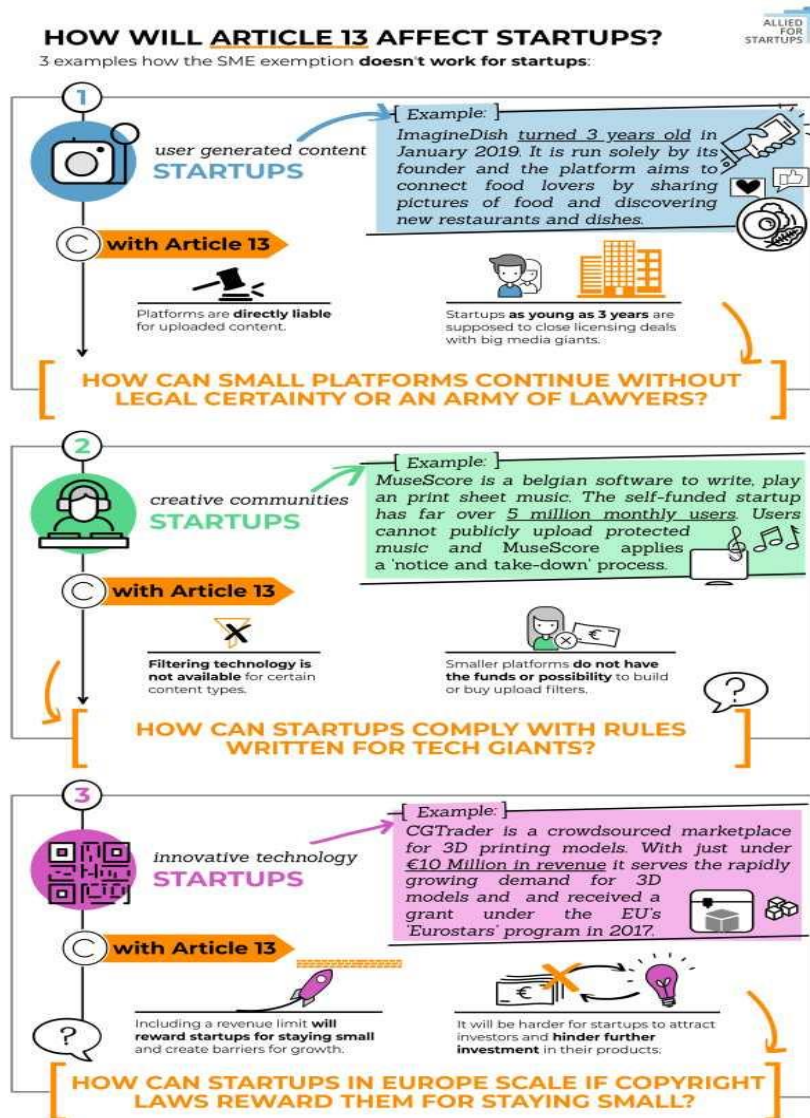 ALLIED
FOR
STARTUPS
HOW WILL ARTICLE 13 AFFECT STARTUPS?
3 examples how the SME exemption doesn't work for startups:
1
user generated content
STARTUPS
[ Example: ]
ImagineDish turned 3 years old in
January 2019. It is run solely by its
founder and the platform aims to
connect food lovers by sharing
pictures of food and discovering
new restaurants and dishes.
C with Article 13
Platforms are directly liable
for uploaded content.
Startups as young as 3 years are
supposed to close licensing deals
with big media giants.
HOW CAN SMALL PLATFORMS CONTINUE WITHOUT
LEGAL CERTAINTY OR AN ARMY OF LAWYERS?
2
creative communities
STARTUPS
[ Example: ]
MuseScore is a belgian software to write, play
an print sheet music. The self-funded startup
has far over 5 million monthly users. Users
cannot publicly upload protected
music and MuseScore applies
a 'notice and take-down' process.
C with Article 13
Filtering technology is
not available for certain
content types.
€
Smaller platforms do not have
the funds or possibility to build
or buy upload filters.
?
HOW CAN STARTUPS COMPLY WITH RULES
WRITTEN FOR TECH GIANTS?
3
innovative technology
STARTUPS
[ Example: ]
CGTrader is a crowdsourced marketplace
for 3D printing models. With just under
€10 Million in revenue it serves the rapidly
growing demand for 3D
models and and received a
grant under the EU's
'Eurostars' program in 2017.
C with Article 13
?
Including a revenue limit will
reward startups for staying small
and create barriers for growth.
€
It will be harder for startups to attract
investors and hinder further
investment in their products.
HOW CAN STARTUPS IN EUROPE SCALE IF COPYRIGHT
LAWS REWARD THEM FOR STAYING SMALL?